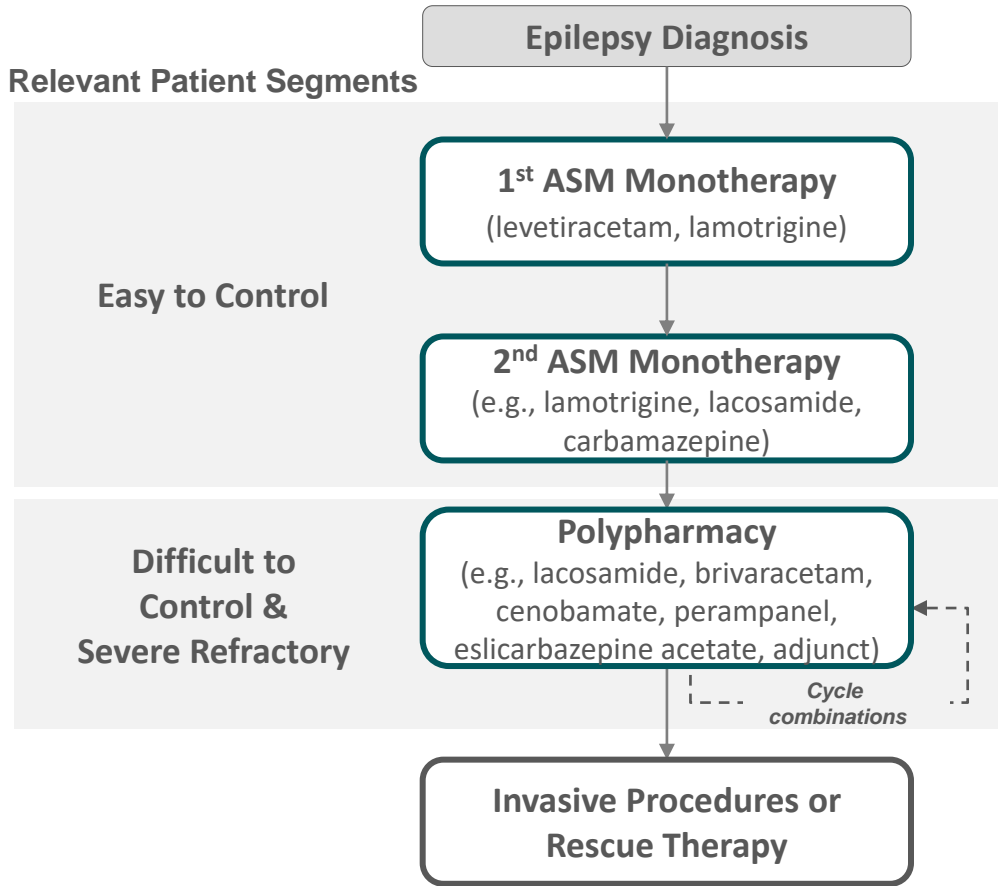 Epilepsy Diagnosis
Relevant Patient Segments
1st ASM Monotherapy
(levetiracetam, lamotrigine)
Easy to Control
2nd ASM Monotherapy
(e.g., lamotrigine, lacosamide,
carbamazepine)
Difficult to
Control &
Severe Refractory
Polypharmacy
(e.g., lacosamide, brivaracetam,
cenobamate, perampanel,
eslicarbazepine acetate, adjunct)
Cycle
combinations
Invasive Procedures or
Rescue Therapy